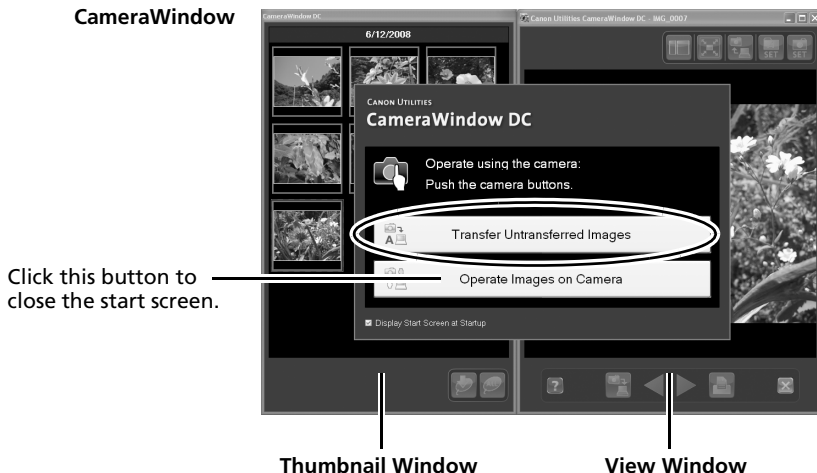 CameraWindow
CameraWindow DC
6/12/2008
Canon Utilities CameraWindow DC - IMG_0007
SET
SET
CANON UTILITIES
CameraWindow DC
Operate using the camera:
Push the camera buttons.
A
Transfer Untransferred Images
Operate Images on Camera
Click this button to
close the start screen.
Display Start Screen at Startup
?
Thumbnail Window
View Window